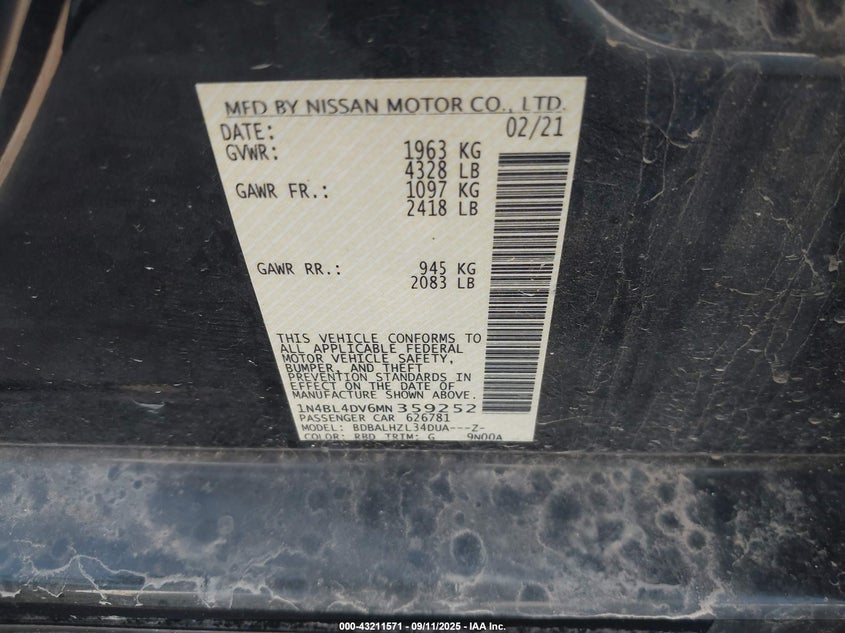 MFD BY NISSAN MOTOR CO., LTD.
DATE: 02/21
GVWR: 1963 KG
4328 LB
GAWR FR.: 1097 KG
2418 LB
GAWR RR.: 945 KG
2083 LB
THIS VEHICLE CONFORMS TO
ALL APPLICABLE FEDERAL
MOTOR VEHICLE SAFETY,
BUMPER, AND THEFT
PREVENTION STANDARDS IN
EFFECT ON THE DATE OF
MANUFACTURE SHOWN ABOVE.
1N4BL4DV6MN359252
PASSENGER CAR 626781
MODEL: BDBALHZL34DUA---Z-
COLOR: RBD TRIM: G 9N00A
000-43211571 - 09/11/2025 - IAA Inc.